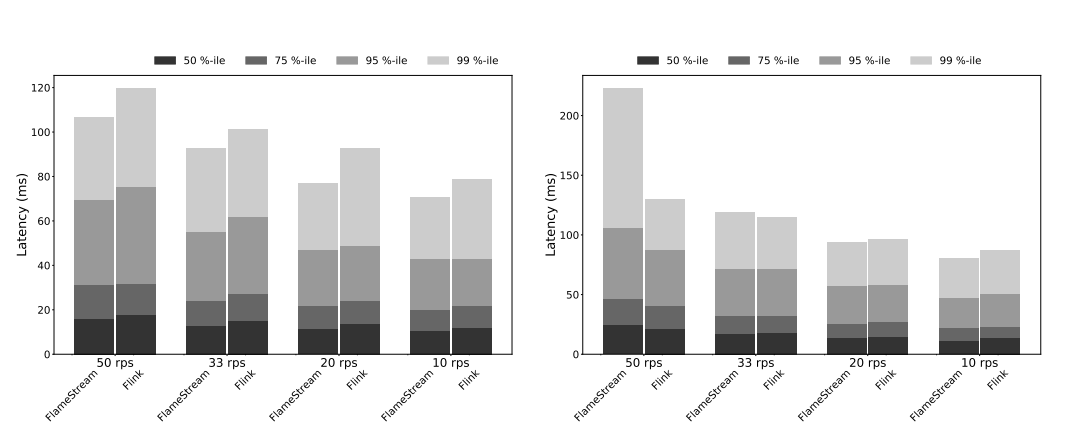 50 %-ile 75 %-ile 95 %-ile 99 %-ile
Latency (ms)
120
100
80
60
40
20
0
50 rps 33 rps 20 rps 10 rps
FlameStream Flink FlameStream Flink FlameStream Flink FlameStream Flink
50 %-ile 75 %-ile 95 %-ile 99 %-ile
Latency (ms)
200
150
100
50
0
50 rps 33 rps 20 rps 10 rps
FlameStream Flink FlameStream Flink FlameStream Flink FlameStream Flink